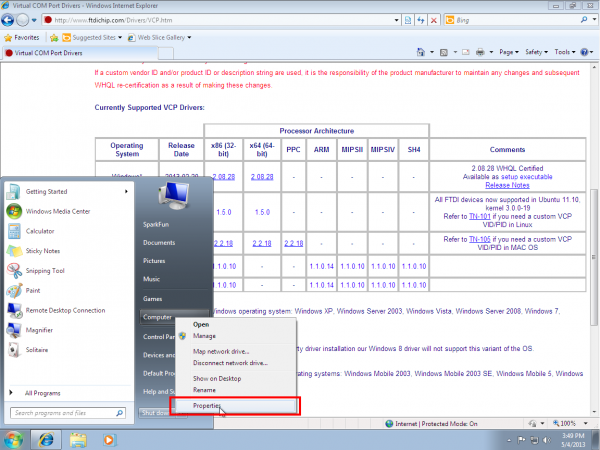 Virtual COM Port Drivers - Windows Internet Explorer
http://www.ftdichip.com/Drivers/VCP.htm
Bing
Favorites
Suggested Sites
Web Slice Gallery
Virtual COM Port Drivers
Page
Safety
Tools
If a custom vendor ID and/or product ID or description string are used, it is the responsibility of the product manufacturer to maintain any changes and subsequent
WHQL re-certification as a result of making these changes.
Currently Supported VCP Drivers:
Processor Architecture
Operating System
Release Date
x86 (32-bit)
x64 (64-bit)
PPC
ARM
MIPSII
MIPSIV
SH4
Comments
2.08.28
2.08.28
- - - - -
2.08.28 WHQL Certified
Available as setup executable
Release Notes
1.5.0
1.5.0
- - - - -
All FTDI devices now supported in Ubuntu 11.10,
kernel 3.0.0-19
Refer to TN-101 if you need a custom VCP
VID/PID in Linux
2.2.18
2.2.18
2.2.18
- - - -
Refer to TN-105 if you need a custom VCP
VID/PID in MAC OS
1.1.0.10
- -
1.1.0.14
1.1.0.10
1.1.0.10
1.1.0.10
1.1.0.10
- -
1.1.0.14
1.1.0.10
1.1.0.10
1.1.0.10
Windows operating system: Windows XP, Windows Server 2003, Windows Vista, Windows Server 2008, Windows 7,
party driver installation our Windows 8 driver will not support this variant of the OS.
operating systems: Windows Mobile 2003, Windows Mobile 2003 SE, Windows Mobile 5, Windows
Getting Started
Windows Media Center
Calculator
Sticky Notes
Snipping Tool
Paint
Remote Desktop Connection
Magnifier
Solitaire
All Programs
Search programs and files
SparkFun
Documents
Pictures
Music
Games
Computer
Control Pan
Devices and
Default Pro
Help and Su
Shut down
Open
Manage
Map network drive...
Disconnect network drive...
Show on Desktop
Rename
Properties
Internet | Protected Mode: On
100%
3:49 PM
5/4/2013